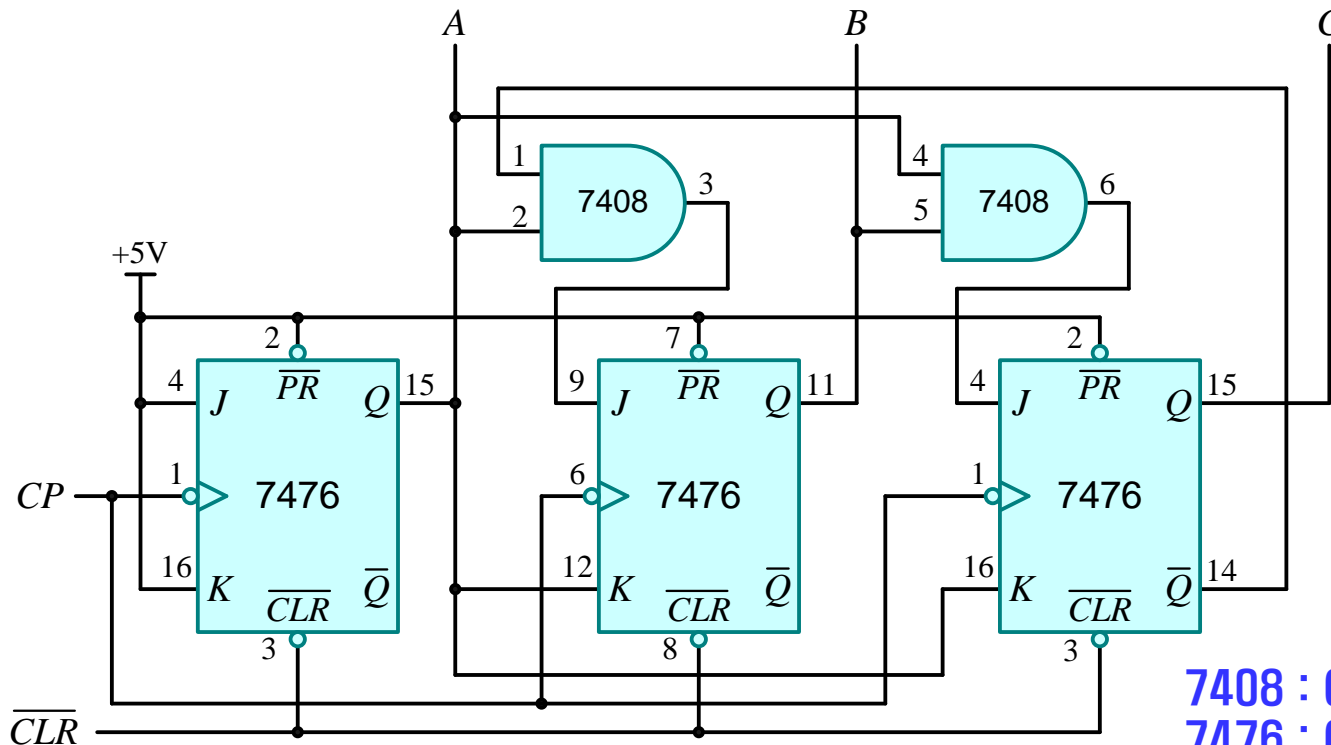 A B
1 3 4 6
7408 7408
2 5
+5V
2 7 2
4 J PR Q 15 9 J PR Q 11 4 J PR Q 15
CP 1 7476 6 7476 1 7476
16 K CLR Q 12 K CLR Q 16 K CLR Q 14
3 8 3
7408 :
CLR 7476 :